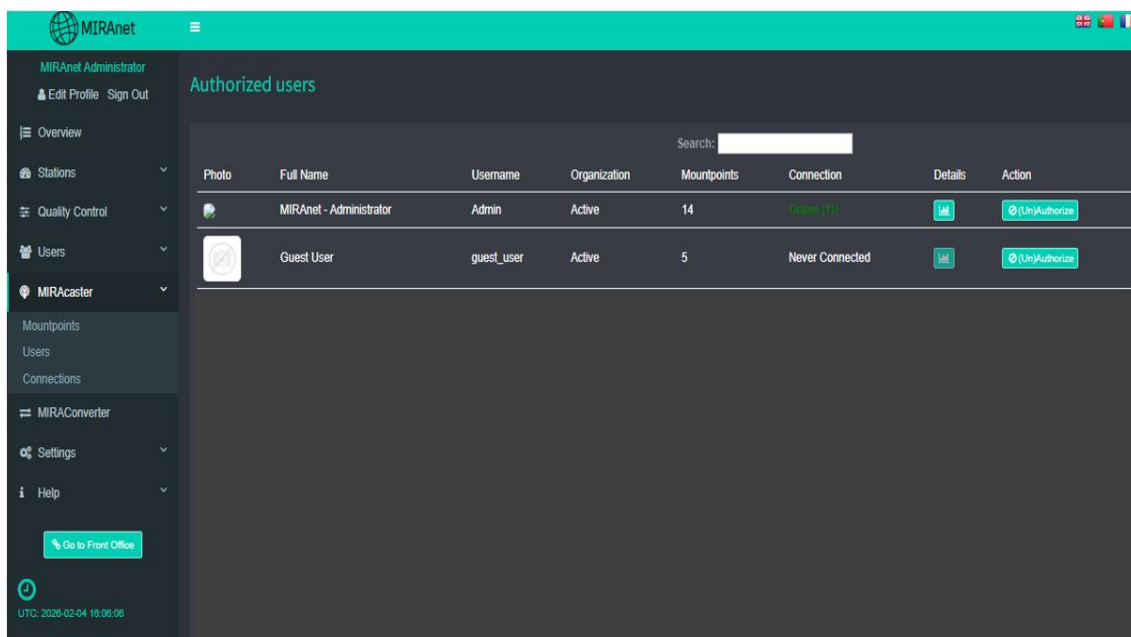 MIRAnet
MIRAnet Administrator
Edit Profile Sign Out
Authorized users
Overview
Search:
Stations
Photo Full Name Username Organization Mountpoints Connection Details Action
Quality Control
MIRAnet - Administrator Admin Active 14 Online [11] (Un)Authorize
Users
Guest User guest_user Active 5 Never Connected (Un)Authorize
MIRAcaster
Mountpoints
Users
Connections
MIRAConverter
Settings
Help
Go to Front Office
UTC: 2026-02-04 16:06:06